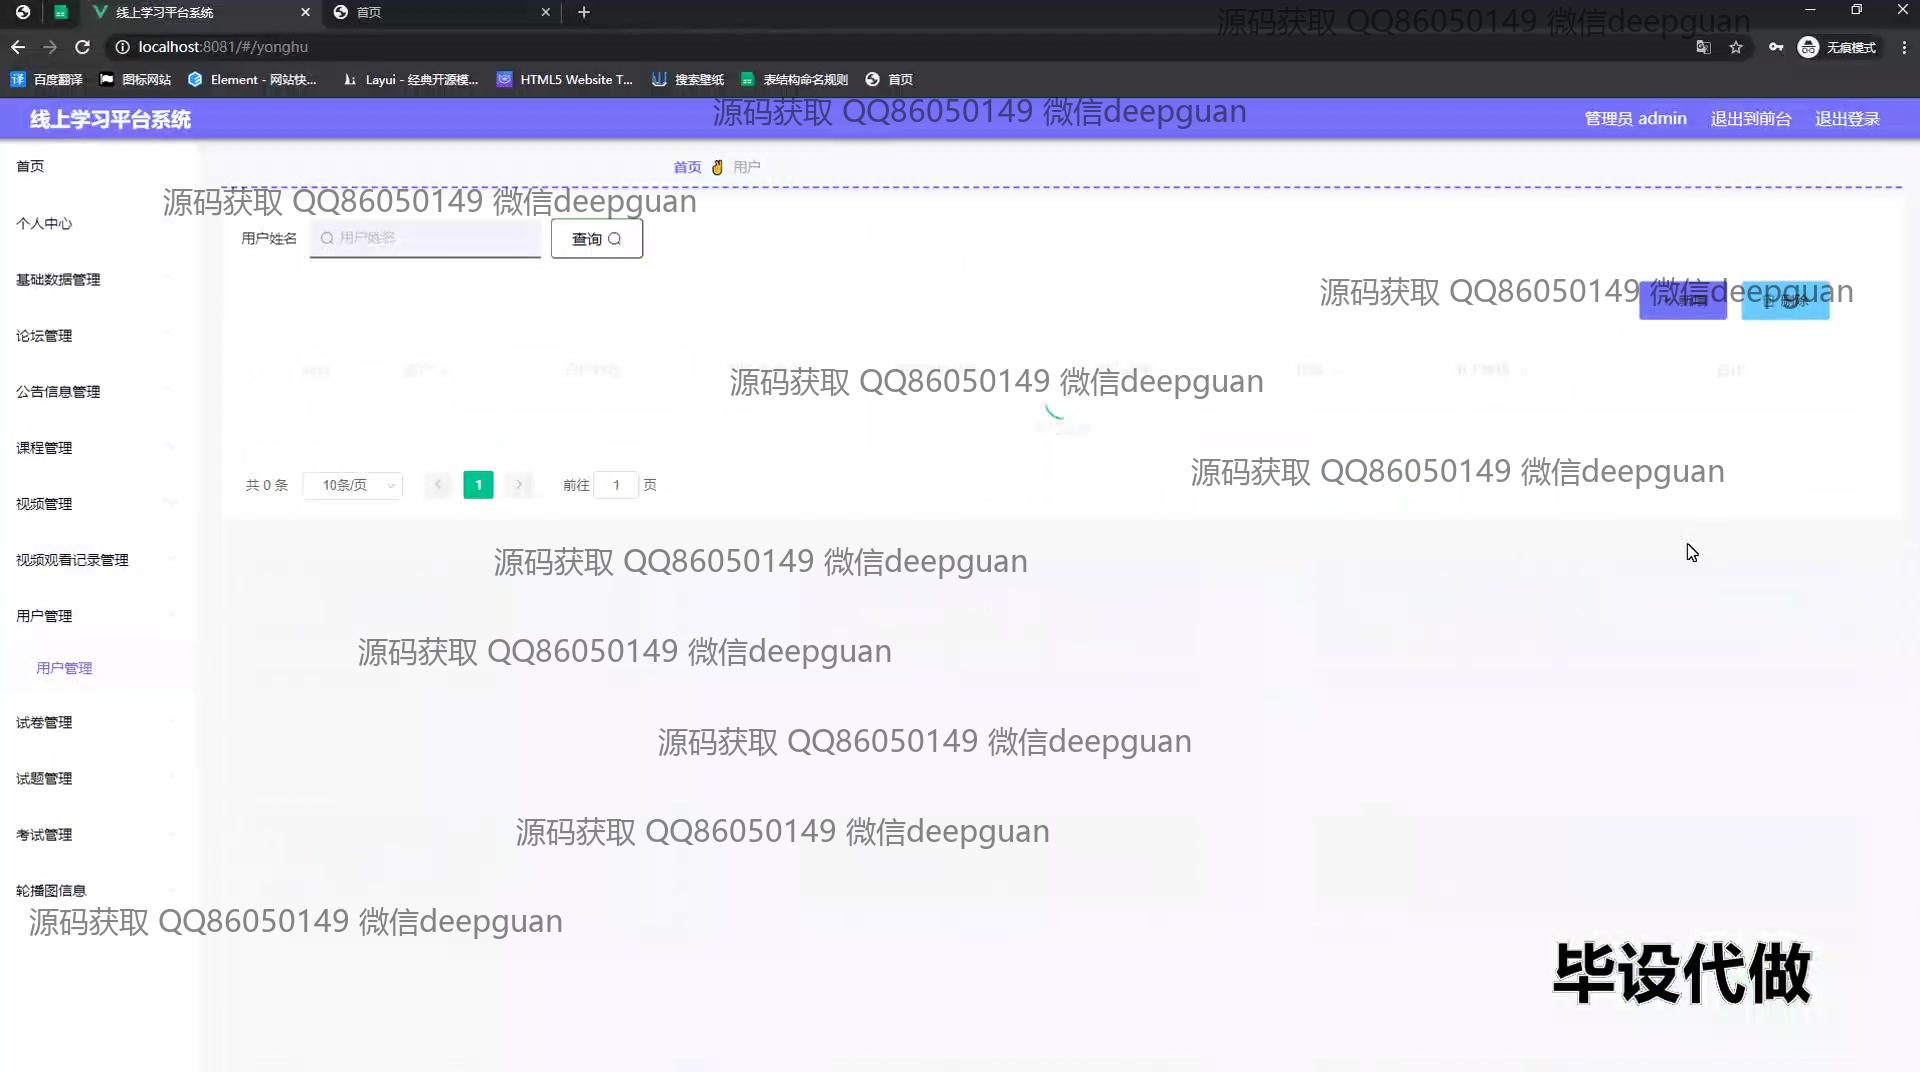 线上学习平台系统
首页
localhost:8081/#/yonghu
无痕模式
百度翻译
图标网站
Element - 网站快...
Layui - 经典开源模...
HTML5 Website T...
搜索壁纸
表结构命名规则
首页
源码获取 QQ86050149 微信deepguan
线上学习平台系统
源码获取 QQ86050149 微信deepguan
管理员 admin
退出到前台
退出登录
首页
用户
源码获取 QQ86050149 微信deepguan
个人中心
用户姓名
用户姓名
查询
基础数据管理
源码获取 QQ86050149 微信deepguan
新增
删除
论坛管理
源码获取 QQ86050149 微信deepguan
公告信息管理
课程管理
源码获取 QQ86050149 微信deepguan
共 0 条
10条/页
1
前往
1
页
视频管理
视频观看记录管理
源码获取 QQ86050149 微信deepguan
用户管理
用户管理
源码获取 QQ86050149 微信deepguan
试卷管理
源码获取 QQ86050149 微信deepguan
试题管理
考试管理
源码获取 QQ86050149 微信deepguan
轮播图信息
源码获取 QQ86050149 微信deepguan
毕设代做
首页